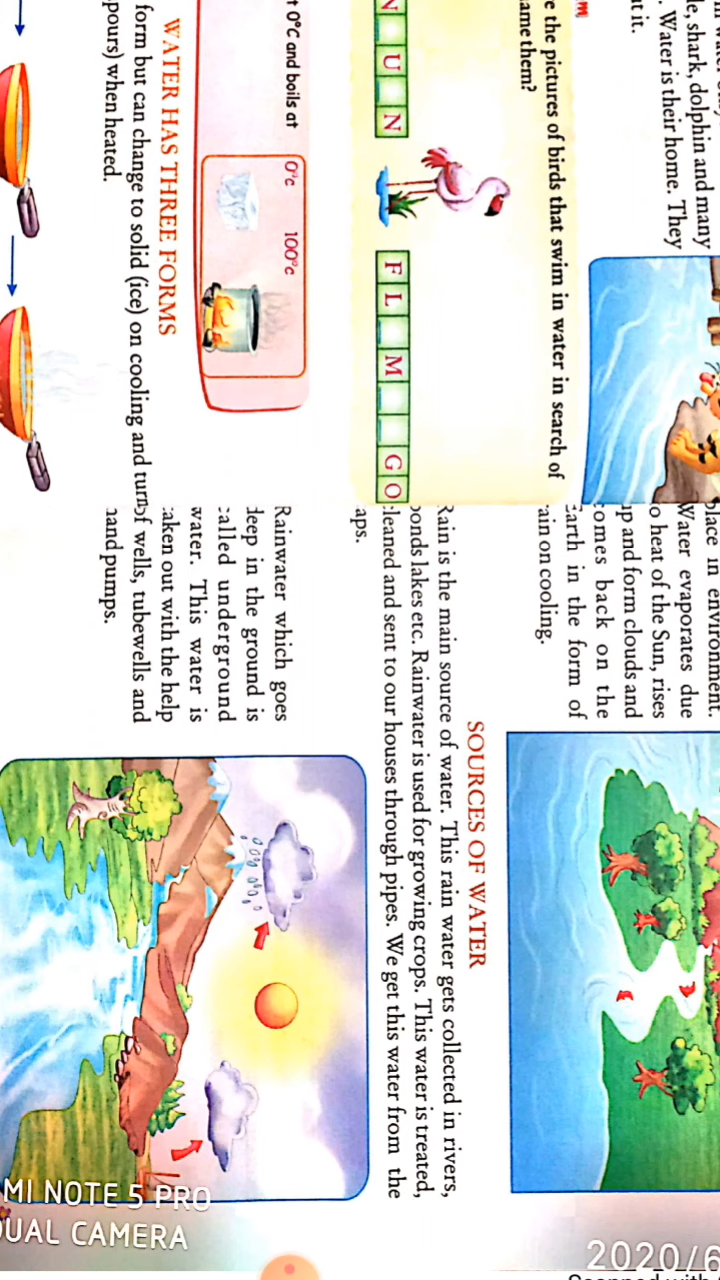 le, shark, dolphin and many
. Water is their home. They
t it.
m
e the pictures of birds that swim in water in search of
ame them?
N U N
F L M G O
t 0°c and boils at
0°c 100°c
WATER HAS THREE FORMS
form but can change to solid (ice) on cooling and turn
pours) when heated.
place in environment.
Water evaporates due
o heat of the Sun, rises
up and form clouds and
comes back on the
Earth in the form of
ain on cooling.
SOURCES OF WATER
Rain is the main source of water. This rain water gets collected in rivers,
ponds lakes etc. Rainwater is used for growing crops. This water is treated,
cleaned and sent to our houses through pipes. We get this water from the
aps.
Rainwater which goes
deep in the ground is
called underground
water. This water is
taken out with the help
of wells, tubewells and
hand pumps.
MI NOTE 5 PRO
DUAL CAMERA
2020/6